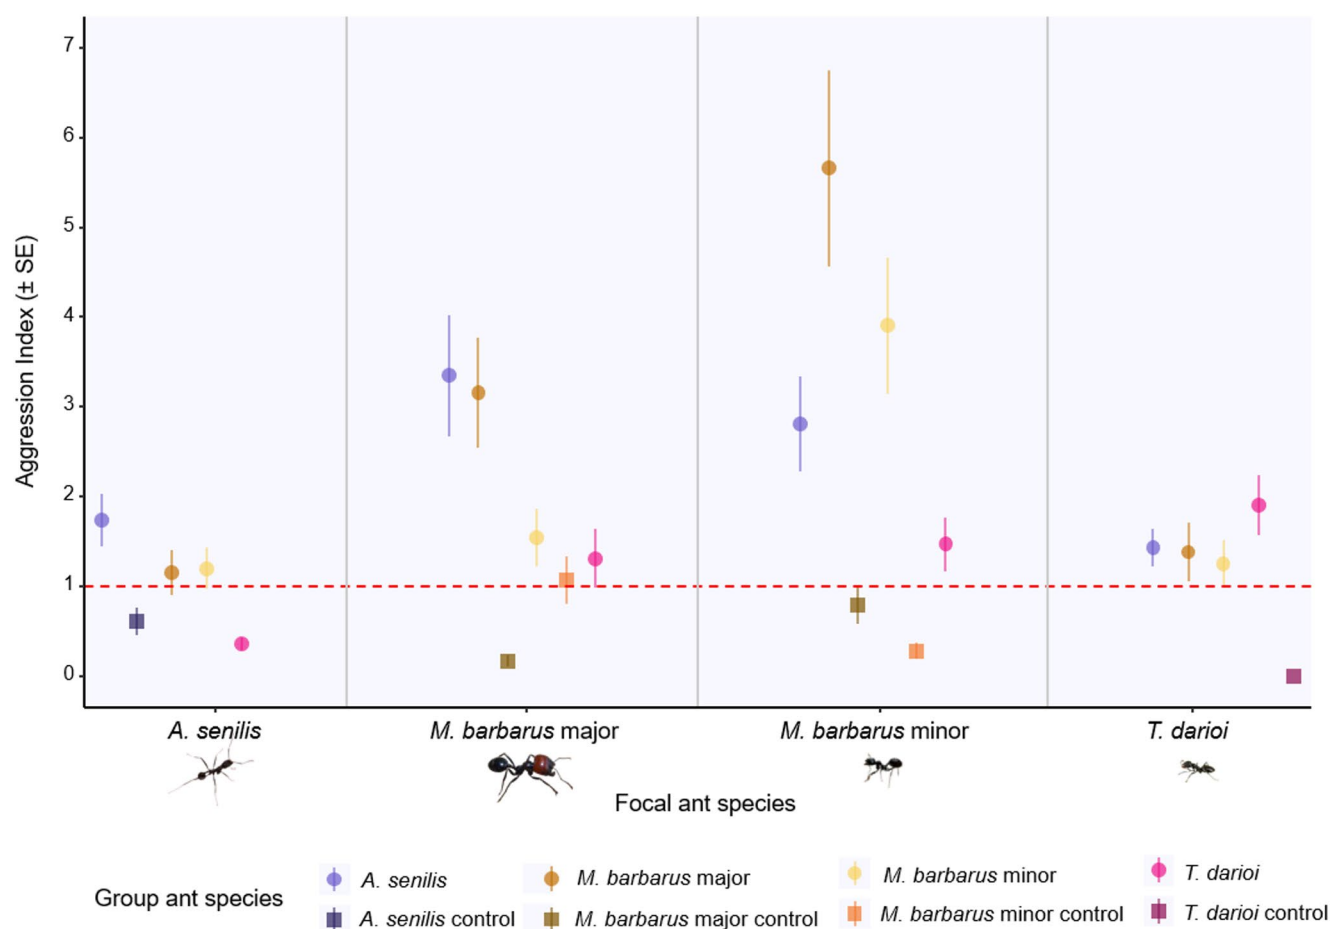 Aggression Index (± SE)
7
6
5
4
3
2
1
0
A. senilis
M. barbarus major
M. barbarus minor
T. darioi
Focal ant species
Group ant species
A. senilis
M. barbarus major
M. barbarus minor
T. darioi
A. senilis control
M. barbarus major control
M. barbarus minor control
T. darioi control